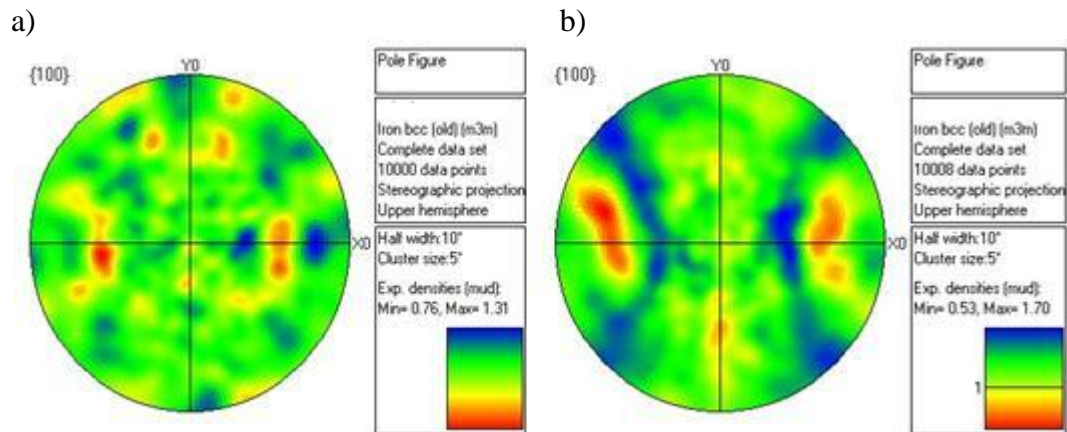 a)
b)
{100}
Y0
X0
Pole Figure
Iron bcc (old) (m3m)
Complete data set
10000 data points
Stereographic projection
Upper hemisphere
Half width:10°
Cluster size:5°
Exp. densities (mud):
Min= 0.76, Max= 1.31
{100}
Y0
X0
Pole Figure
Iron bcc (old) (m3m)
Complete data set
10008 data points
Stereographic projection
Upper hemisphere
Half width:10°
Cluster size:5°
Exp. densities (mud):
Min= 0.53, Max= 1.70
1